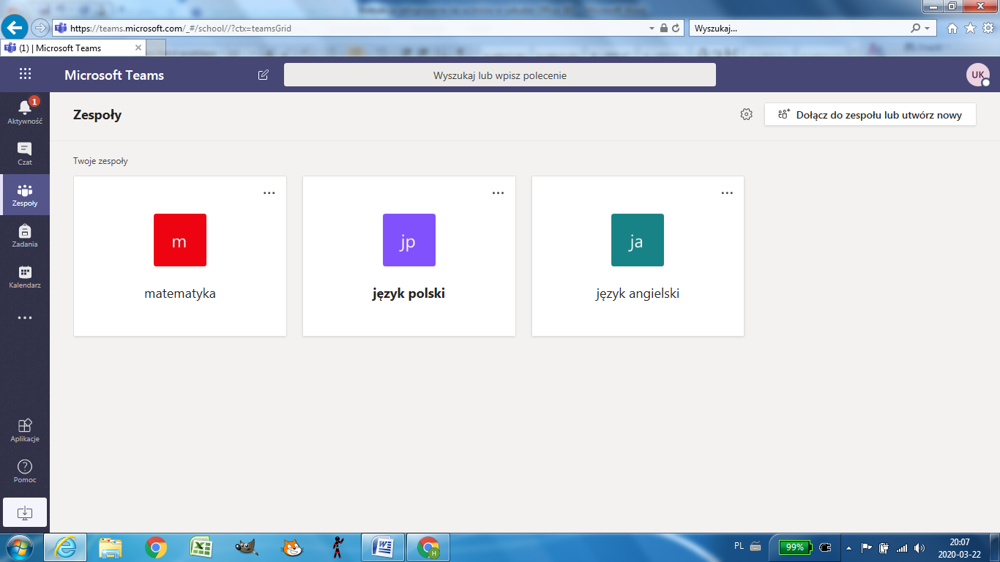 https://teams.microsoft.com/_#/school//?ctx=teamsGrid
Wyszukaj...
(1) | Microsoft Teams
Microsoft Teams
Wyszukaj lub wpisz polecenie
UK
1
Aktywność
Czat
Zespoły
Zadania
Kalendarz
Aplikacje
Pomoc
Zespoły
Dołącz do zespołu lub utwórz nowy
Twoje zespoły
m
matematyka
jp
język polski
ja
język angielski
H
PL
99%
20:07
2020-03-22